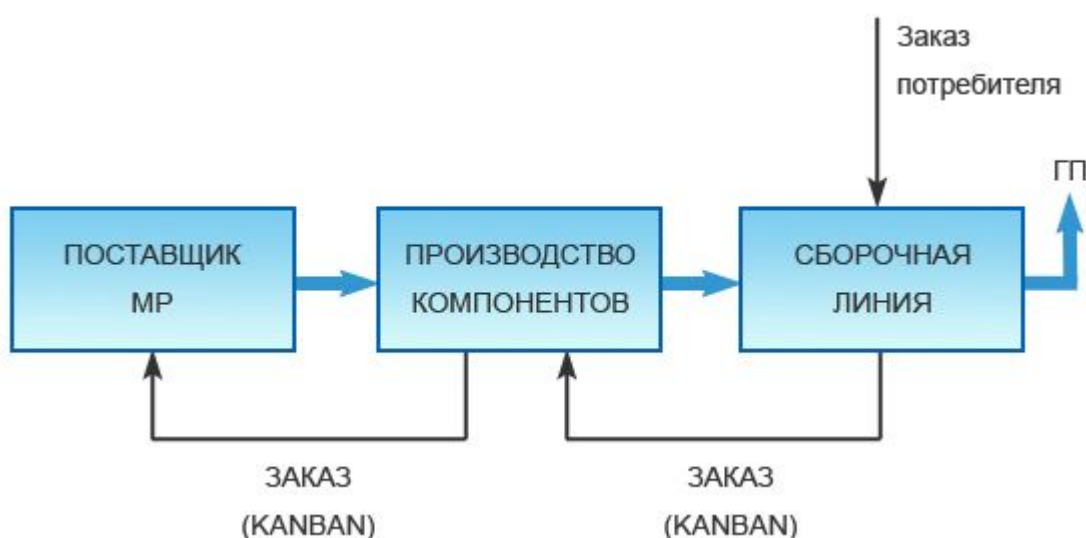 Заказ
потребителя
ГП
ПОСТАВЩИК
МР
ПРОИЗВОДСТВО
КОМПОНЕНТОВ
СБОРОЧНАЯ
ЛИНИЯ
ЗАКАЗ
(KANBAN)
ЗАКАЗ
(KANBAN)